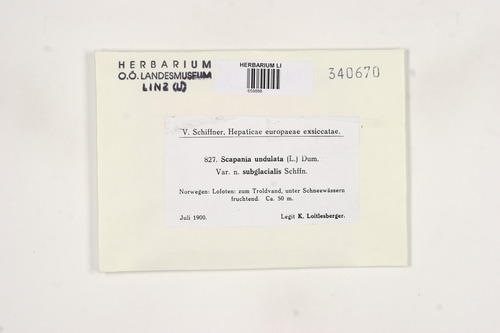 HERBARIUM
O.Ö. LANDESMUSEUM
LINZ (LI)
HERBARIUM LI
340670
V. Schiffner, Hepaticae europaeae exsiccatae.
827. Scapania undulata (L.) Dum.
Var. n. subglacialis Schffn.
Norwegen: Lofoten: zum Troldvand, unter Schneewässern
fruchtend. Ca. 50 m.
Juli 1900.
Legit K. Loitlesberger.